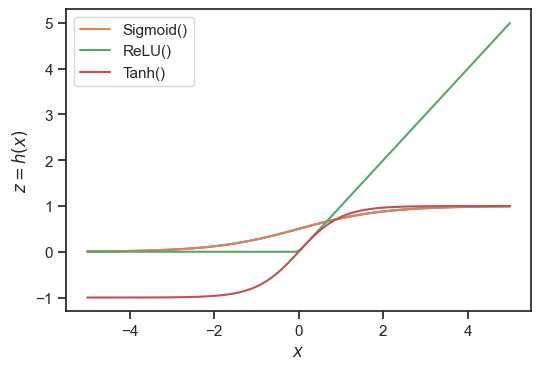 Sigmoid()
ReLU()
Tanh()
5
4
3
2
1
0
−1
z = h(x)
−4 −2 0 2 4
x